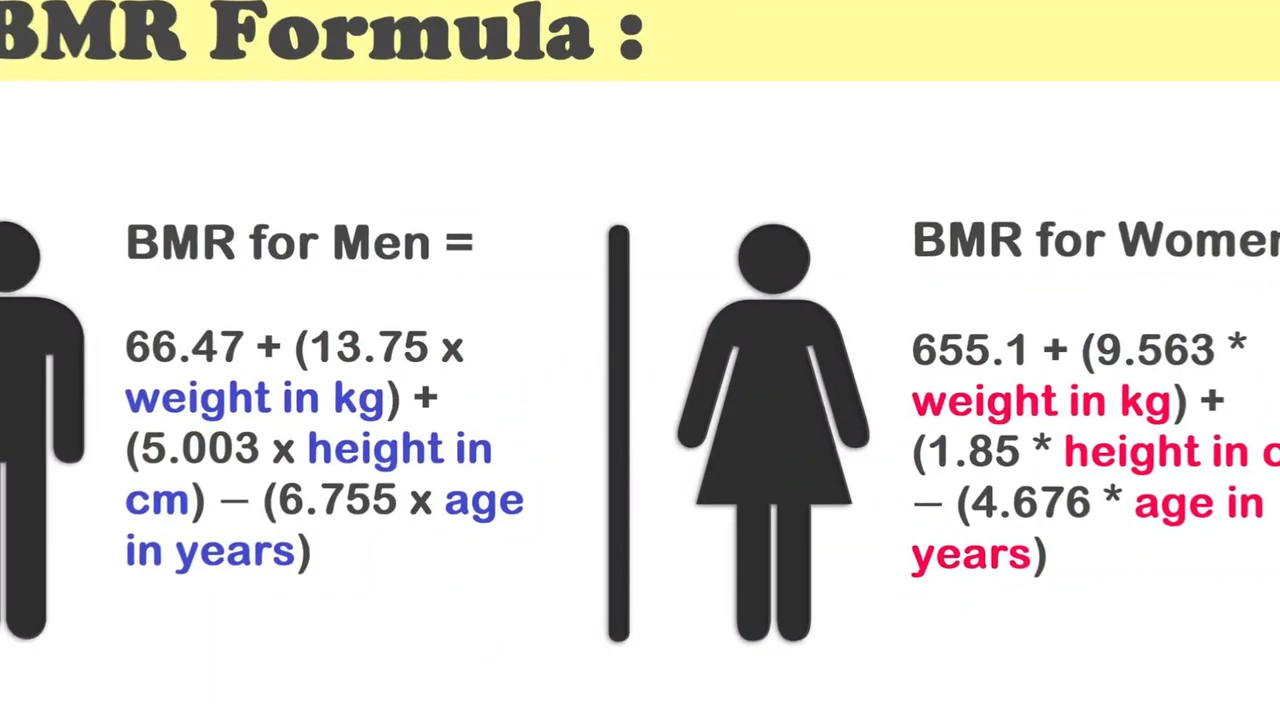 BMR Formula :
BMR for Men =
66.47 + (13.75 x
weight in kg) +
(5.003 x height in
cm) – (6.755 x age
in years)
BMR for Women
655.1 + (9.563 *
weight in kg) +
(1.85 * height in
– (4.676 * age in
years)